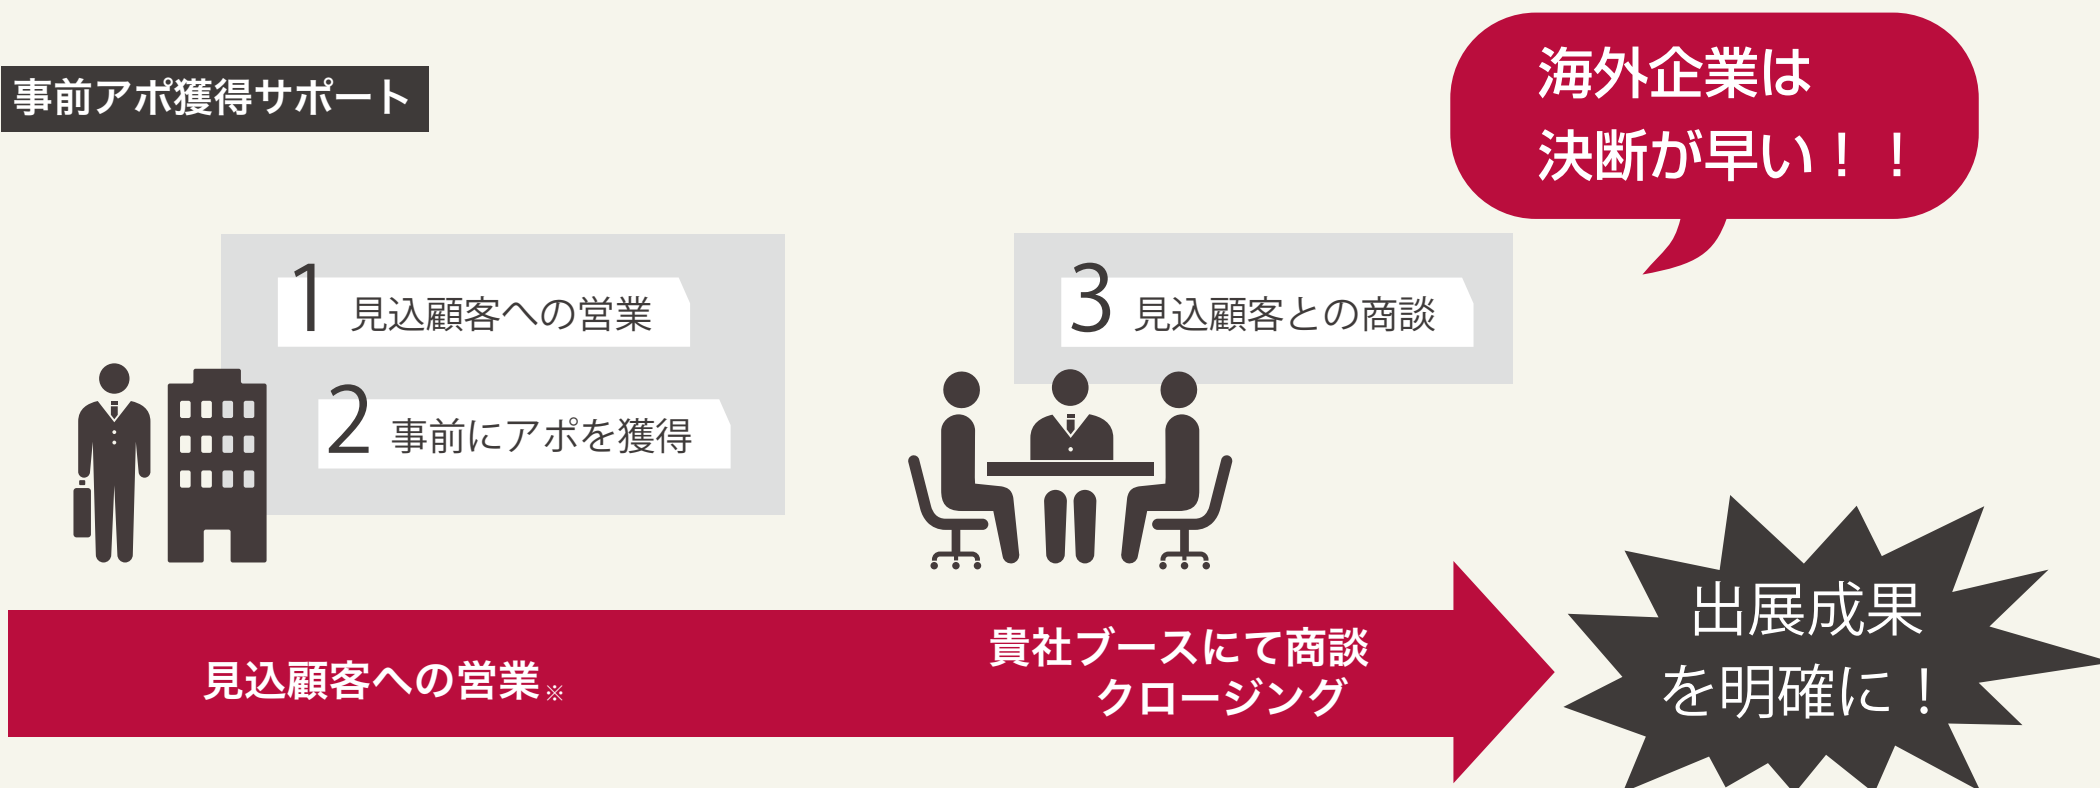 事前アポ獲得サポート
海外企業は
決断が早い！！
1 見込顧客への営業
2 事前にアポを獲得
3 見込顧客との商談
見込顧客への営業※
貴社ブースにて商談
クロージング
出展成果
を明確に！